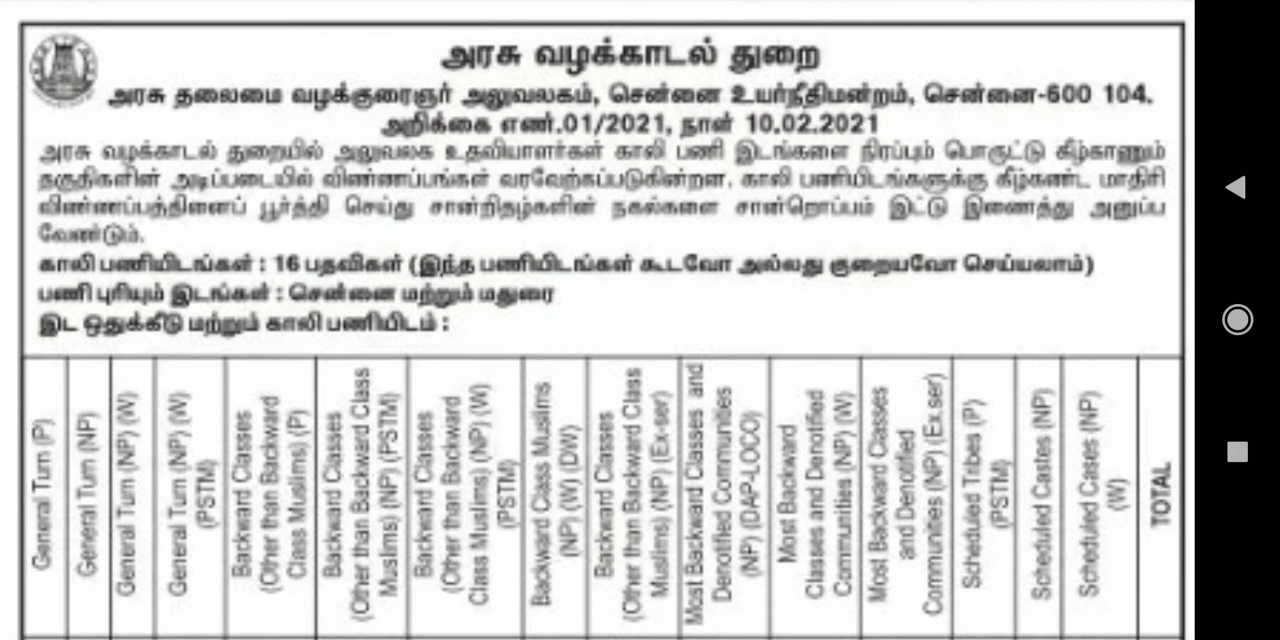 அரசு வழக்காடல் துறை
அரசு தலைமை வழக்குரைஞர் அலுவலகம், சென்னை உயர்நீதிமன்றம், சென்னை-600 104.
அறிக்கை எண்.01/2021, நாள் 10.02.2021
அரசு வழக்காடல் துறையில் அலுவலக உதவியாளர்கள் காலி பணி இடங்களை நிரப்பும் பொருட்டு கீழ்காணும்
தகுதிகளின் அடிப்படையில் விண்ணப்பங்கள் வரவேற்கப்படுகின்றன. காலி பணியிடங்களுக்கு கீழ்கண்ட மாதிரி
விண்ணப்பத்தினைப் பூர்த்தி செய்து சான்றிதழ்களின் நகல்களை சான்றொப்பம் இட்டு இணைத்து அனுப்ப
வேண்டும்.
காலி பணியிடங்கள் : 16 பதவிகள் (இந்த பணியிடங்கள் கூடவோ அல்லது குறையவோ செய்யலாம்)
பணி புரியும் இடங்கள் : சென்னை மற்றும் மதுரை
இட ஒதுக்கீடு மற்றும் காலி பணியிடம் :
General Turn (P)
General Turn (NP)
General Turn (NP) (W)
General Turn (NP) (W)
(PSTM)
Backward Classes
(Other than Backward
Class Muslims) (P)
Backward Classes
(Other than Backward Class
Muslims) (NP) (PSTM)
Backward Classes
(Other than Backward
Class Muslims) (NP) (W)
(PSTM)
Backward Class Muslims
(NP) (W) (DW)
Backward Classes
(Other than Backward Class
Muslims) (NP) (Ex-ser)
Most Backward Classes and
Denotified Communities
(NP) (DAP-LOCO)
Most Backward
Classes and Denotified
Communities (NP) (W)
Most Backward Classes
and Denotified
Communities (NP) (Ex.ser)
Scheduled Tribes (P)
(PSTM)
Scheduled Castes (NP)
Scheduled Cases (NP)
(W)
TOTAL